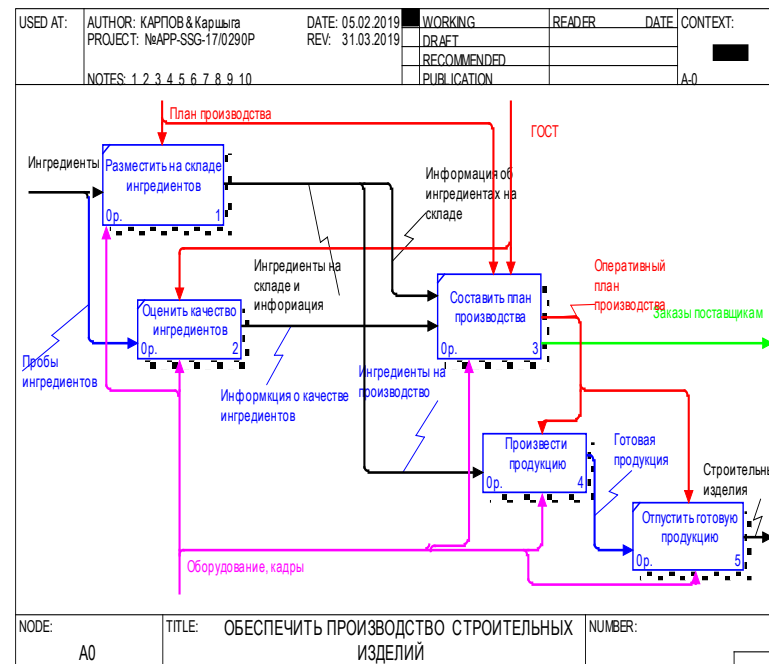 USED AT:
AUTHOR: КАРПОВ & Каршыга
DATE: 05.02.2019
WORKING
READER
DATE
CONTEXT:
PROJECT: №APP-SSG-17/0290P
REV: 31.03.2019
DRAFT
RECOMMENDED
NOTES: 1 2 3 4 5 6 7 8 9 10
PUBLICATION
A-0
План производства
ГОСТ
Ингредиенты
Разместить на складе
ингредиентов
0р.
1
Информация об
ингредиентах на
складе
Ингредиенты на
складе и
инфориация
Оценить качество
ингредиентов
0р.
2
Составить план
производства
0р.
3
Оперативный
план
производства
Заказы поставщикам
Пробы
ингредиентов
Информкция о качестве
ингредиентов
Ингредиенты на
производство
Произвести
продукцию
0р.
4
Готовая
продукция
Строительны
изделия
Отпустить готовую
продукцию
0р.
5
Оборудование, кадры
NODE:
TITLE:
ОБЕСПЕЧИТЬ ПРОИЗВОДСТВО СТРОИТЕЛЬНЫХ
ИЗДЕЛИЙ
NUMBER:
A0